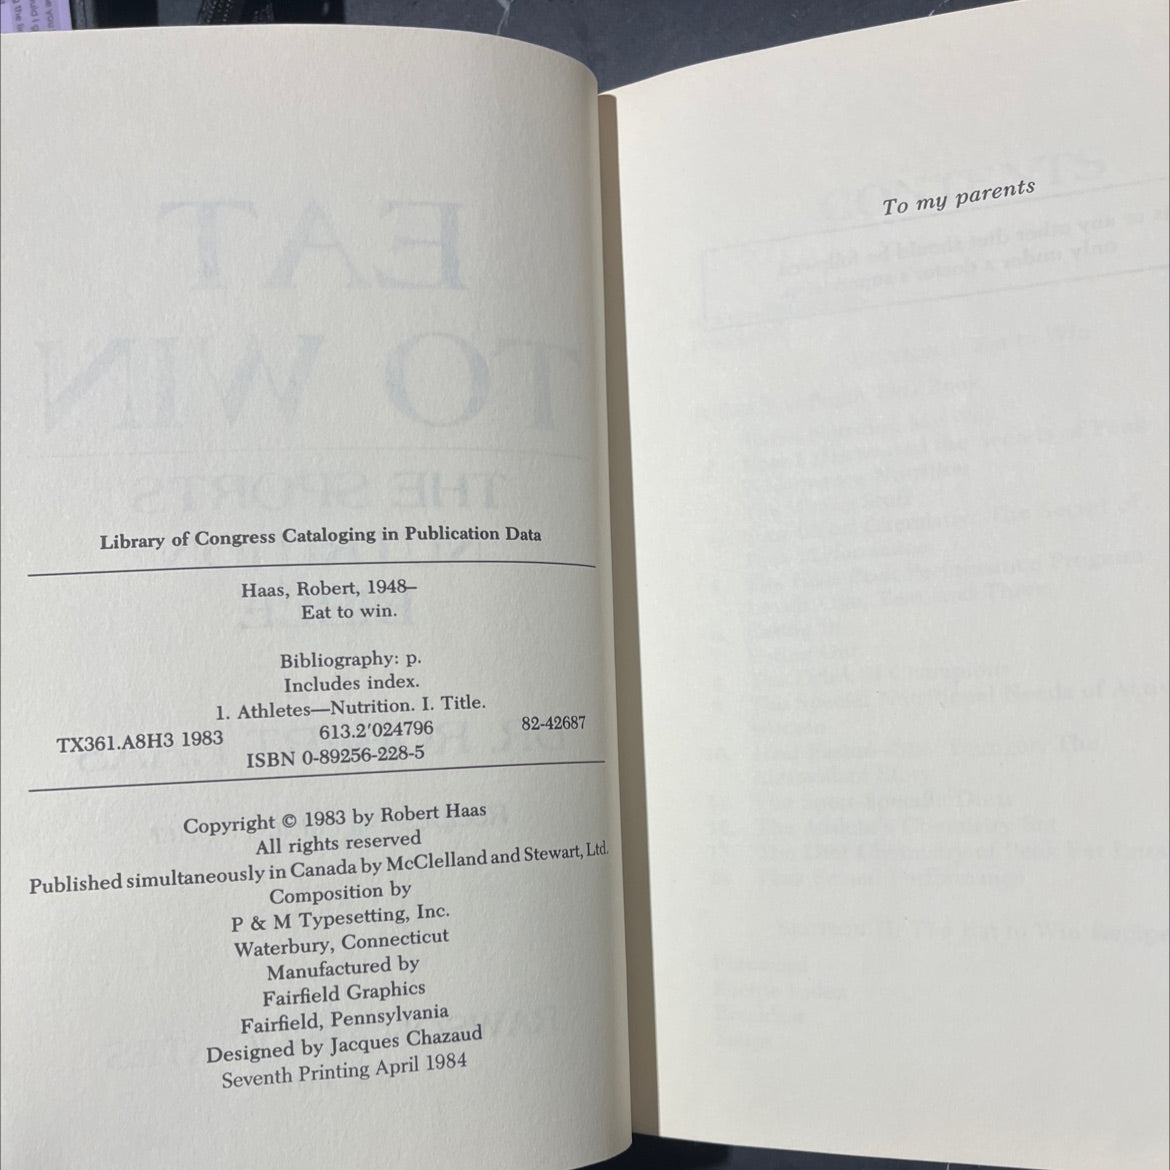 Library of Congress Cataloging in Publication Data
Haas, Robert, 1948–
Eat to win.
Bibliography: p.
Includes index.
1. Athletes—Nutrition. I. Title.
TX361.A8H3 1983 613.2′024796 82-42687
ISBN 0-89256-228-5
Copyright © 1983 by Robert Haas
All rights reserved
Published simultaneously in Canada by McClelland and Stewart, Ltd.
Composition by
P & M Typesetting, Inc.
Waterbury, Connecticut
Manufactured by
Fairfield Graphics
Fairfield, Pennsylvania
Designed by Jacques Chazaud
Seventh Printing April 1984
To my parents